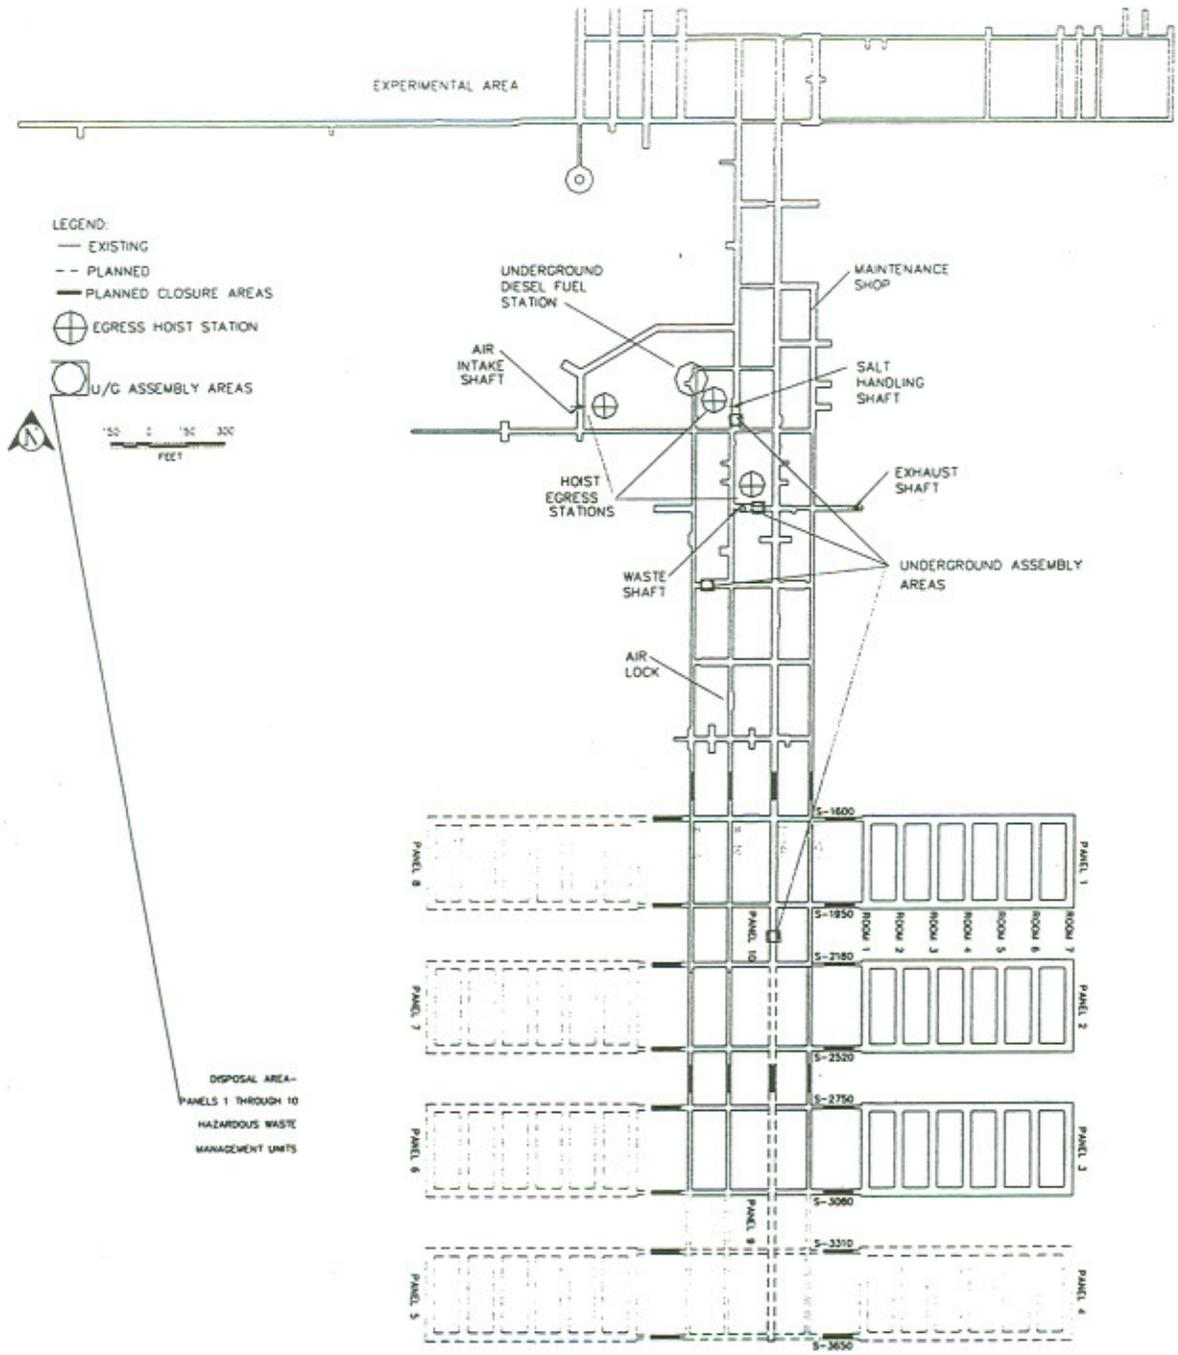 EXPERIMENTAL AREA
LEGEND:
EXISTING
PLANNED
PLANNED CLOSURE AREAS
EGRESS HOIST STATION
U/G ASSEMBLY AREAS
N
150 0 150 300
FEET
UNDERGROUND
DIESEL FUEL
STATION
MAINTENANCE
SHOP
AIR
INTAKE
SHAFT
SALT
HANDLING
SHAFT
HOIST
EGRESS
STATIONS
EXHAUST
SHAFT
WASTE
SHAFT
UNDERGROUND ASSEMBLY
AREAS
AIR
LOCK
S-1600
PANEL 8
PANEL 1
S-1950
ROOM 1
ROOM 2
ROOM 3
ROOM 4
ROOM 5
ROOM 6
ROOM 7
PANEL 10
S-2180
PANEL 7
PANEL 2
S-2520
DISPOSAL AREA-
PANELS 1 THROUGH 10
HAZARDOUS WASTE
MANAGEMENT UNITS
S-2750
PANEL 6
PANEL 3
S-3080
PANEL 9
S-3310
PANEL 5
PANEL 4
S-3650